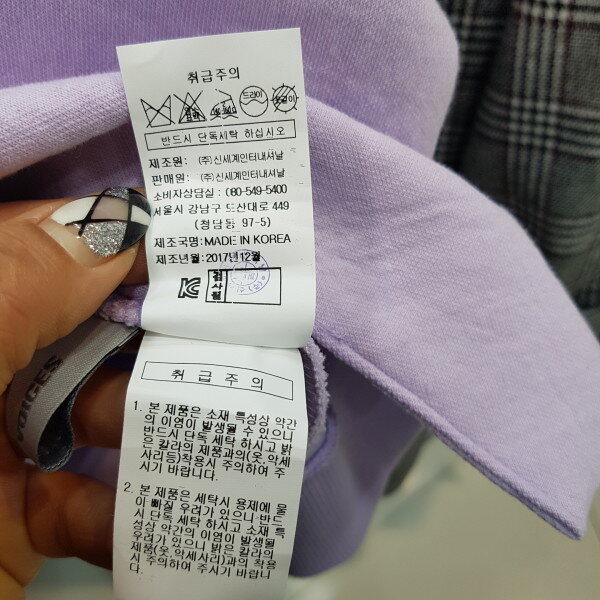 취급주의
드라이
반드시 단독세탁 하십시오
제조원: (주)신세계인터내셔날
판매원: (주)신세계인터내셔날
소비자상담실 : 080-549-5400
서울시 강남구 도산대로 449
(청담동 97-5)
제조국명: MADE IN KOREA
제조년월: 2017년12월
검사필
취급주의
1. 본 제품은 소재 특성상 약간
의 이염이 발생될 수 있으니
반드시 단독 세탁 하시고 밝
은 칼라의 제품과의(옷,악세
사리등)착용시 주의하여 주
시기 바랍니다.
2. 본 제품은 세탁시 용제에 물
이 빠질 우려가 있으니·반드
시 단독 세탁 하시고 소재 특
성상 약간의 이염이 발생될
우려가 있으니 밝은 칼라의
제품(옷,악세사리)과의 착용
에 주의하여 주시기 바랍니
다.